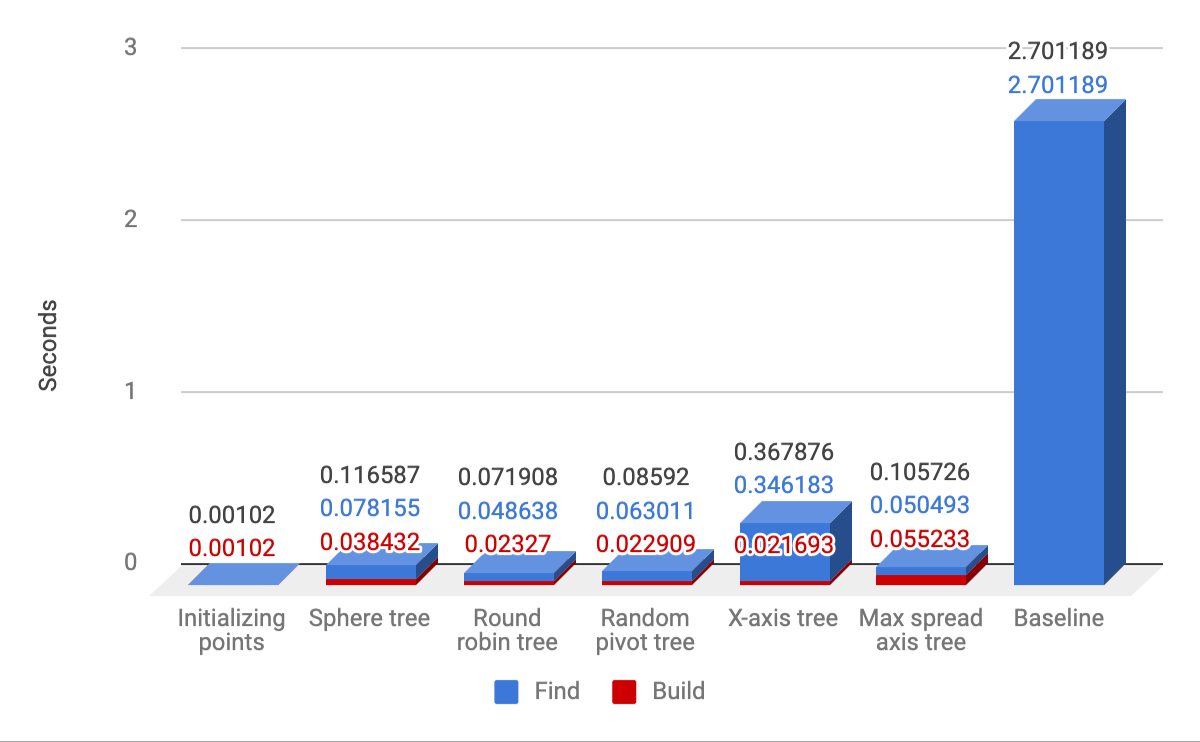 3
2
1
0
Seconds
0.00102
0.00102
0.116587
0.078155
0.038432
0.071908
0.048638
0.02327
0.08592
0.063011
0.022909
0.367876
0.346183
0.021693
0.105726
0.050493
0.055233
2.701189
2.701189
Initializing
points
Sphere tree
Round
robin tree
Random
pivot tree
X-axis tree
Max spread
axis tree
Baseline
Find
Build